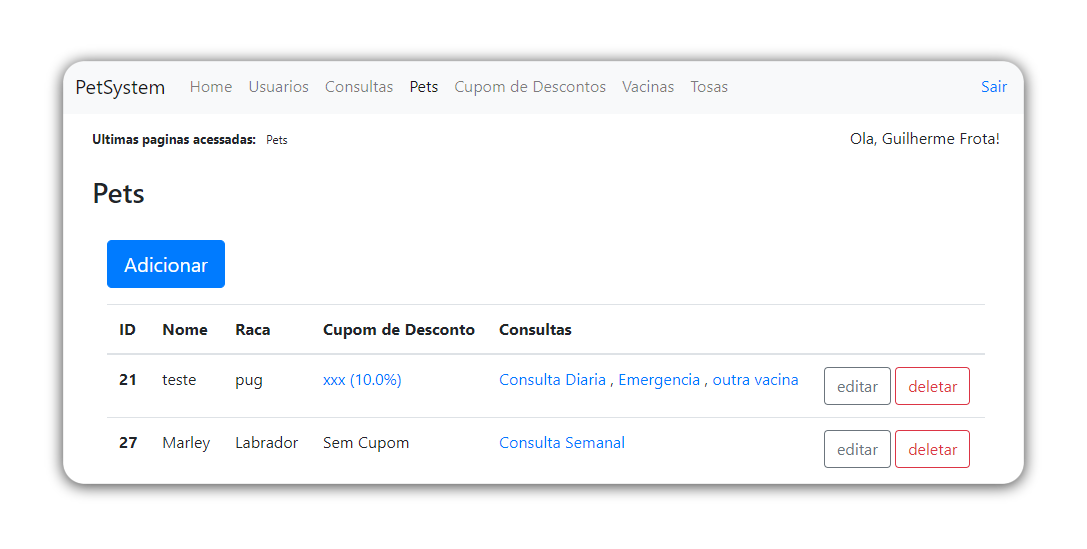 PetSystem Home Usuarios Consultas Pets Cupom de Descontos Vacinas Tosas Sair
Ultimas paginas acessadas: Pets Ola, Guilherme Frota!
Pets
Adicionar
ID Nome Raca Cupom de Desconto Consultas
21 teste pug xxx (10.0%) Consulta Diaria , Emergencia , outra vacina editar deletar
27 Marley Labrador Sem Cupom Consulta Semanal editar deletar